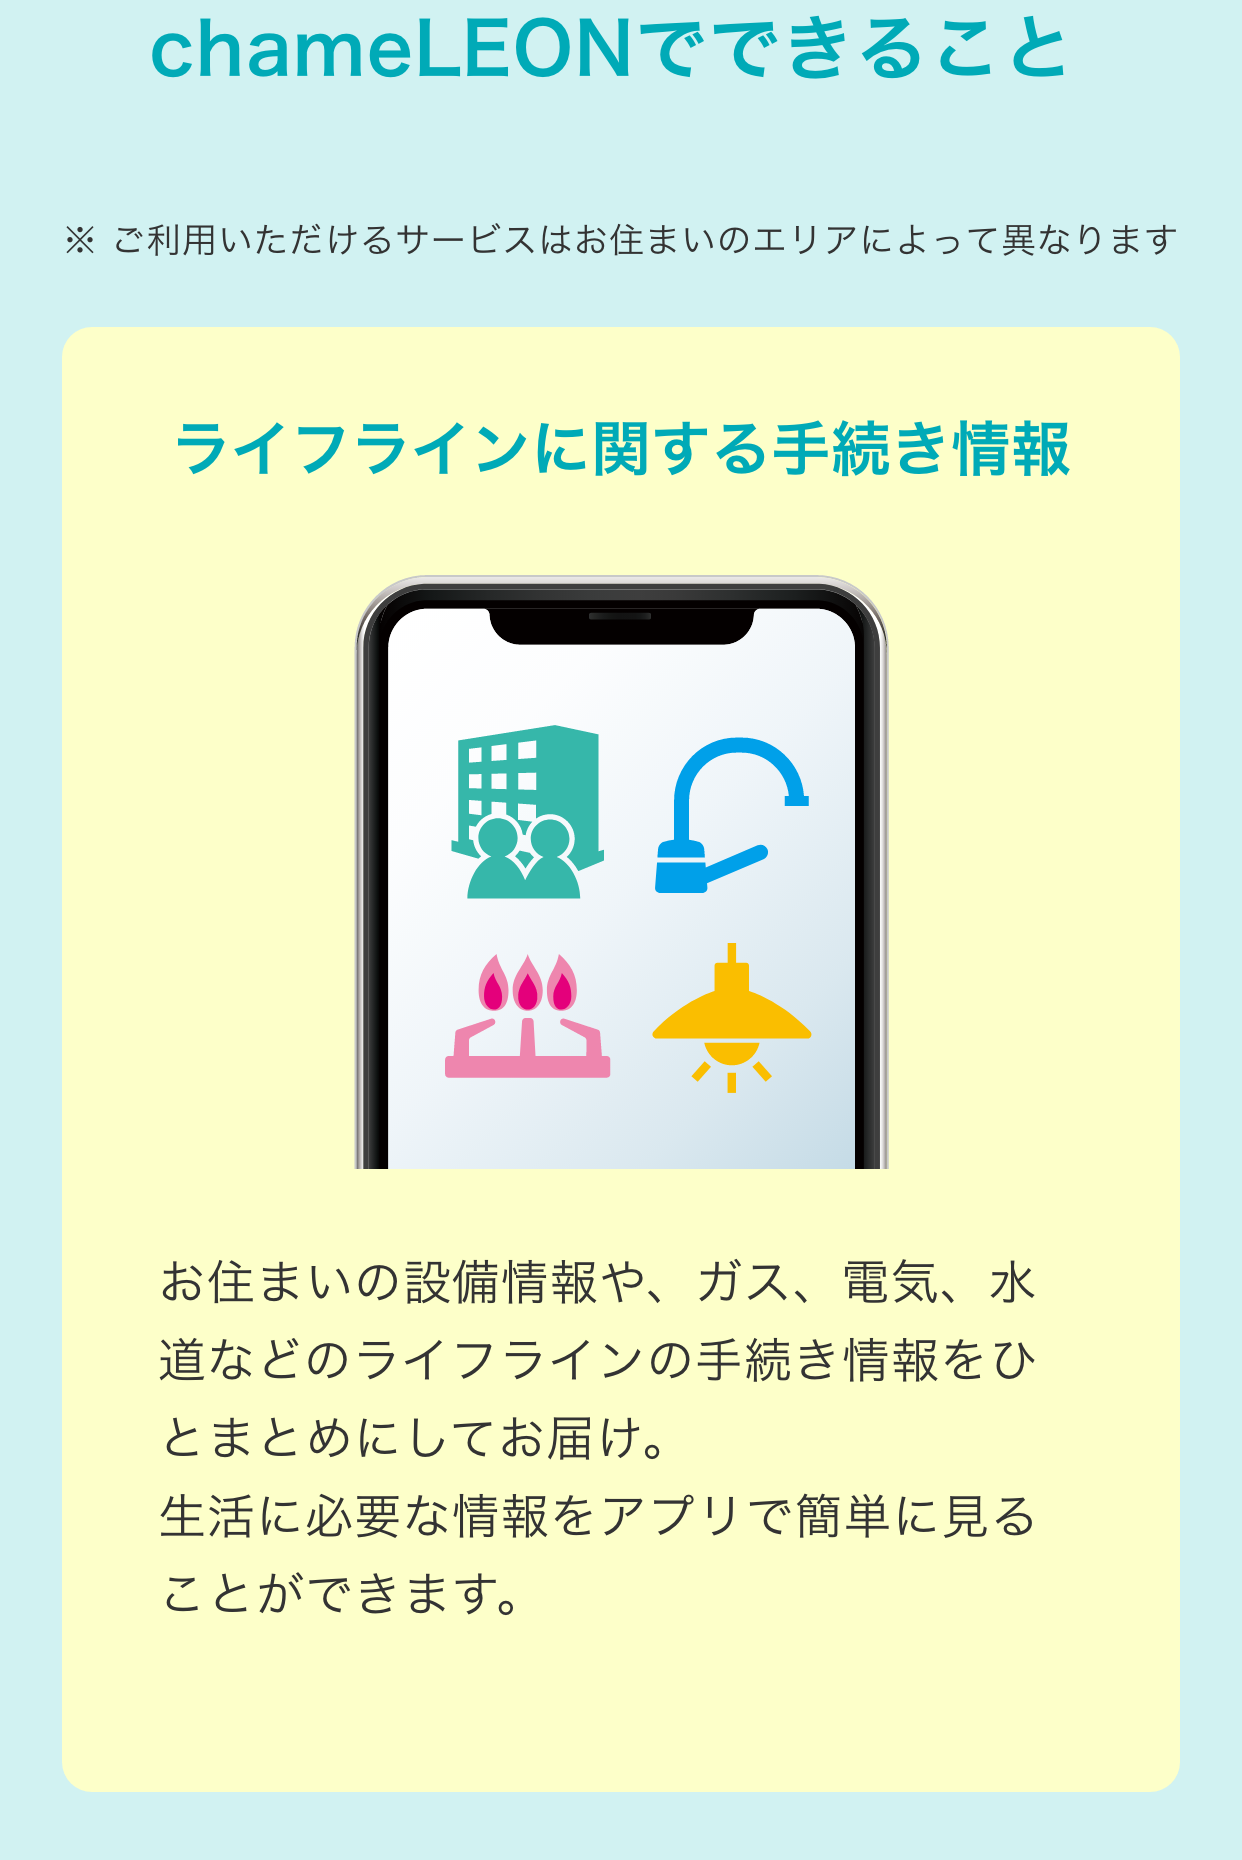 chameLEONでできること
※ ご利用いただけるサービスはお住まいのエリアによって異なります
ライフラインに関する手続き情報
お住まいの設備情報や、ガス、電気、水
道などのライフラインの手続き情報をひ
とまとめにしてお届け。
生活に必要な情報をアプリで簡単に見る
ことができます。